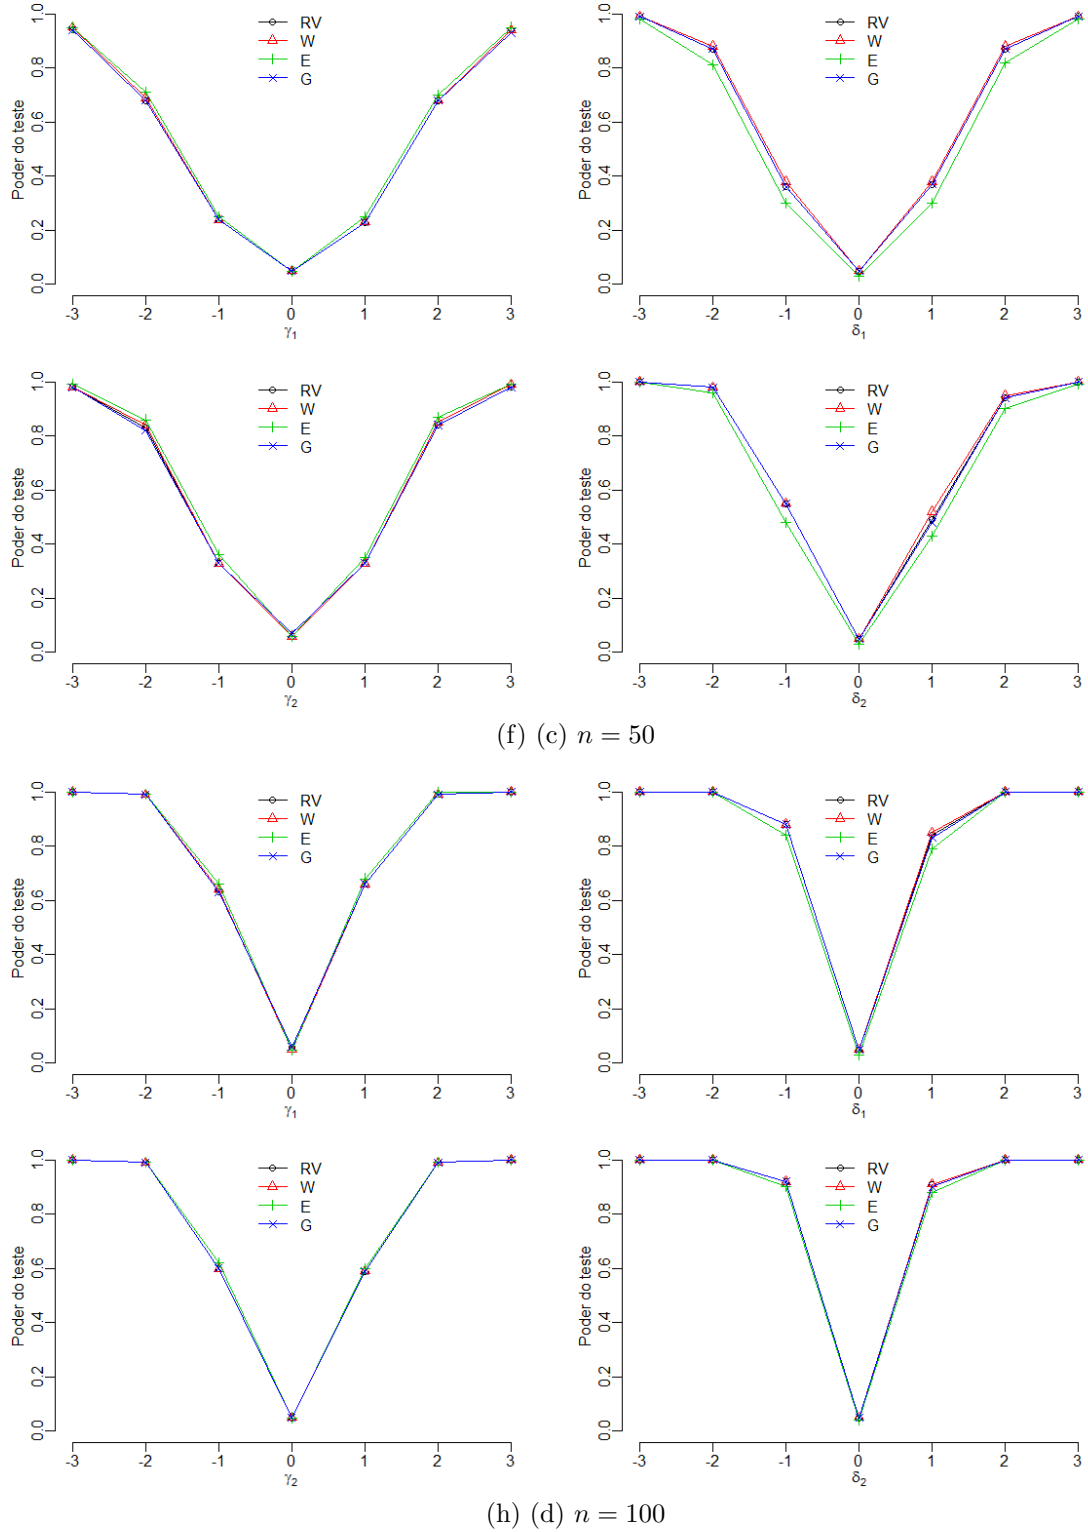 Poder do teste
1.0
0.8
0.6
0.4
0.2
0.0
-3 -2 -1 0 1 2 3
γ1
RV
W
E
G
Poder do teste
1.0
0.8
0.6
0.4
0.2
0.0
-3 -2 -1 0 1 2 3
δ1
RV
W
E
G
Poder do teste
1.0
0.8
0.6
0.4
0.2
0.0
-3 -2 -1 0 1 2 3
γ2
RV
W
E
G
Poder do teste
1.0
0.8
0.6
0.4
0.2
0.0
-3 -2 -1 0 1 2 3
δ2
RV
W
E
G
(f) (c) n = 50
Poder do teste
1.0
0.8
0.6
0.4
0.2
0.0
-3 -2 -1 0 1 2 3
γ1
RV
W
E
G
Poder do teste
1.0
0.8
0.6
0.4
0.2
0.0
-3 -2 -1 0 1 2 3
δ1
RV
W
E
G
Poder do teste
1.0
0.8
0.6
0.4
0.2
0.0
-3 -2 -1 0 1 2 3
γ2
RV
W
E
G
Poder do teste
1.0
0.8
0.6
0.4
0.2
0.0
-3 -2 -1 0 1 2 3
δ2
RV
W
E
G
(h) (d) n = 100